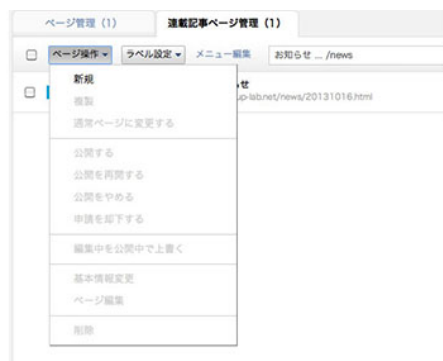 ページ管理（1）
連載記事ページ管理（1）
ページ操作 ラベル設定 メニュー編集 お知らせ ... /news
新規
複製
通常ページに変更する
公開する
公開を再開する
公開をやめる
申請を却下する
編集中を公開中で上書く
基本情報変更
ページ編集
削除
せ
up-lab.net/news/20131016.html